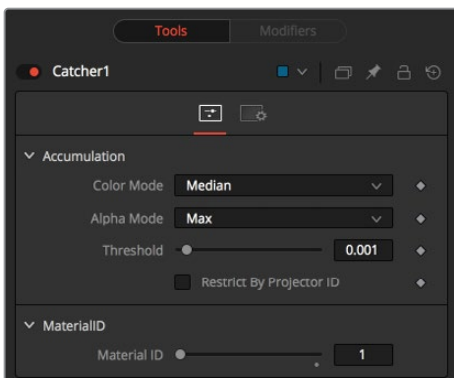 Tools Modifiers
Catcher1
Accumulation
Color Mode Median
Alpha Mode Max
Threshold 0.001
Restrict By Projector ID
MaterialID
Material ID 1